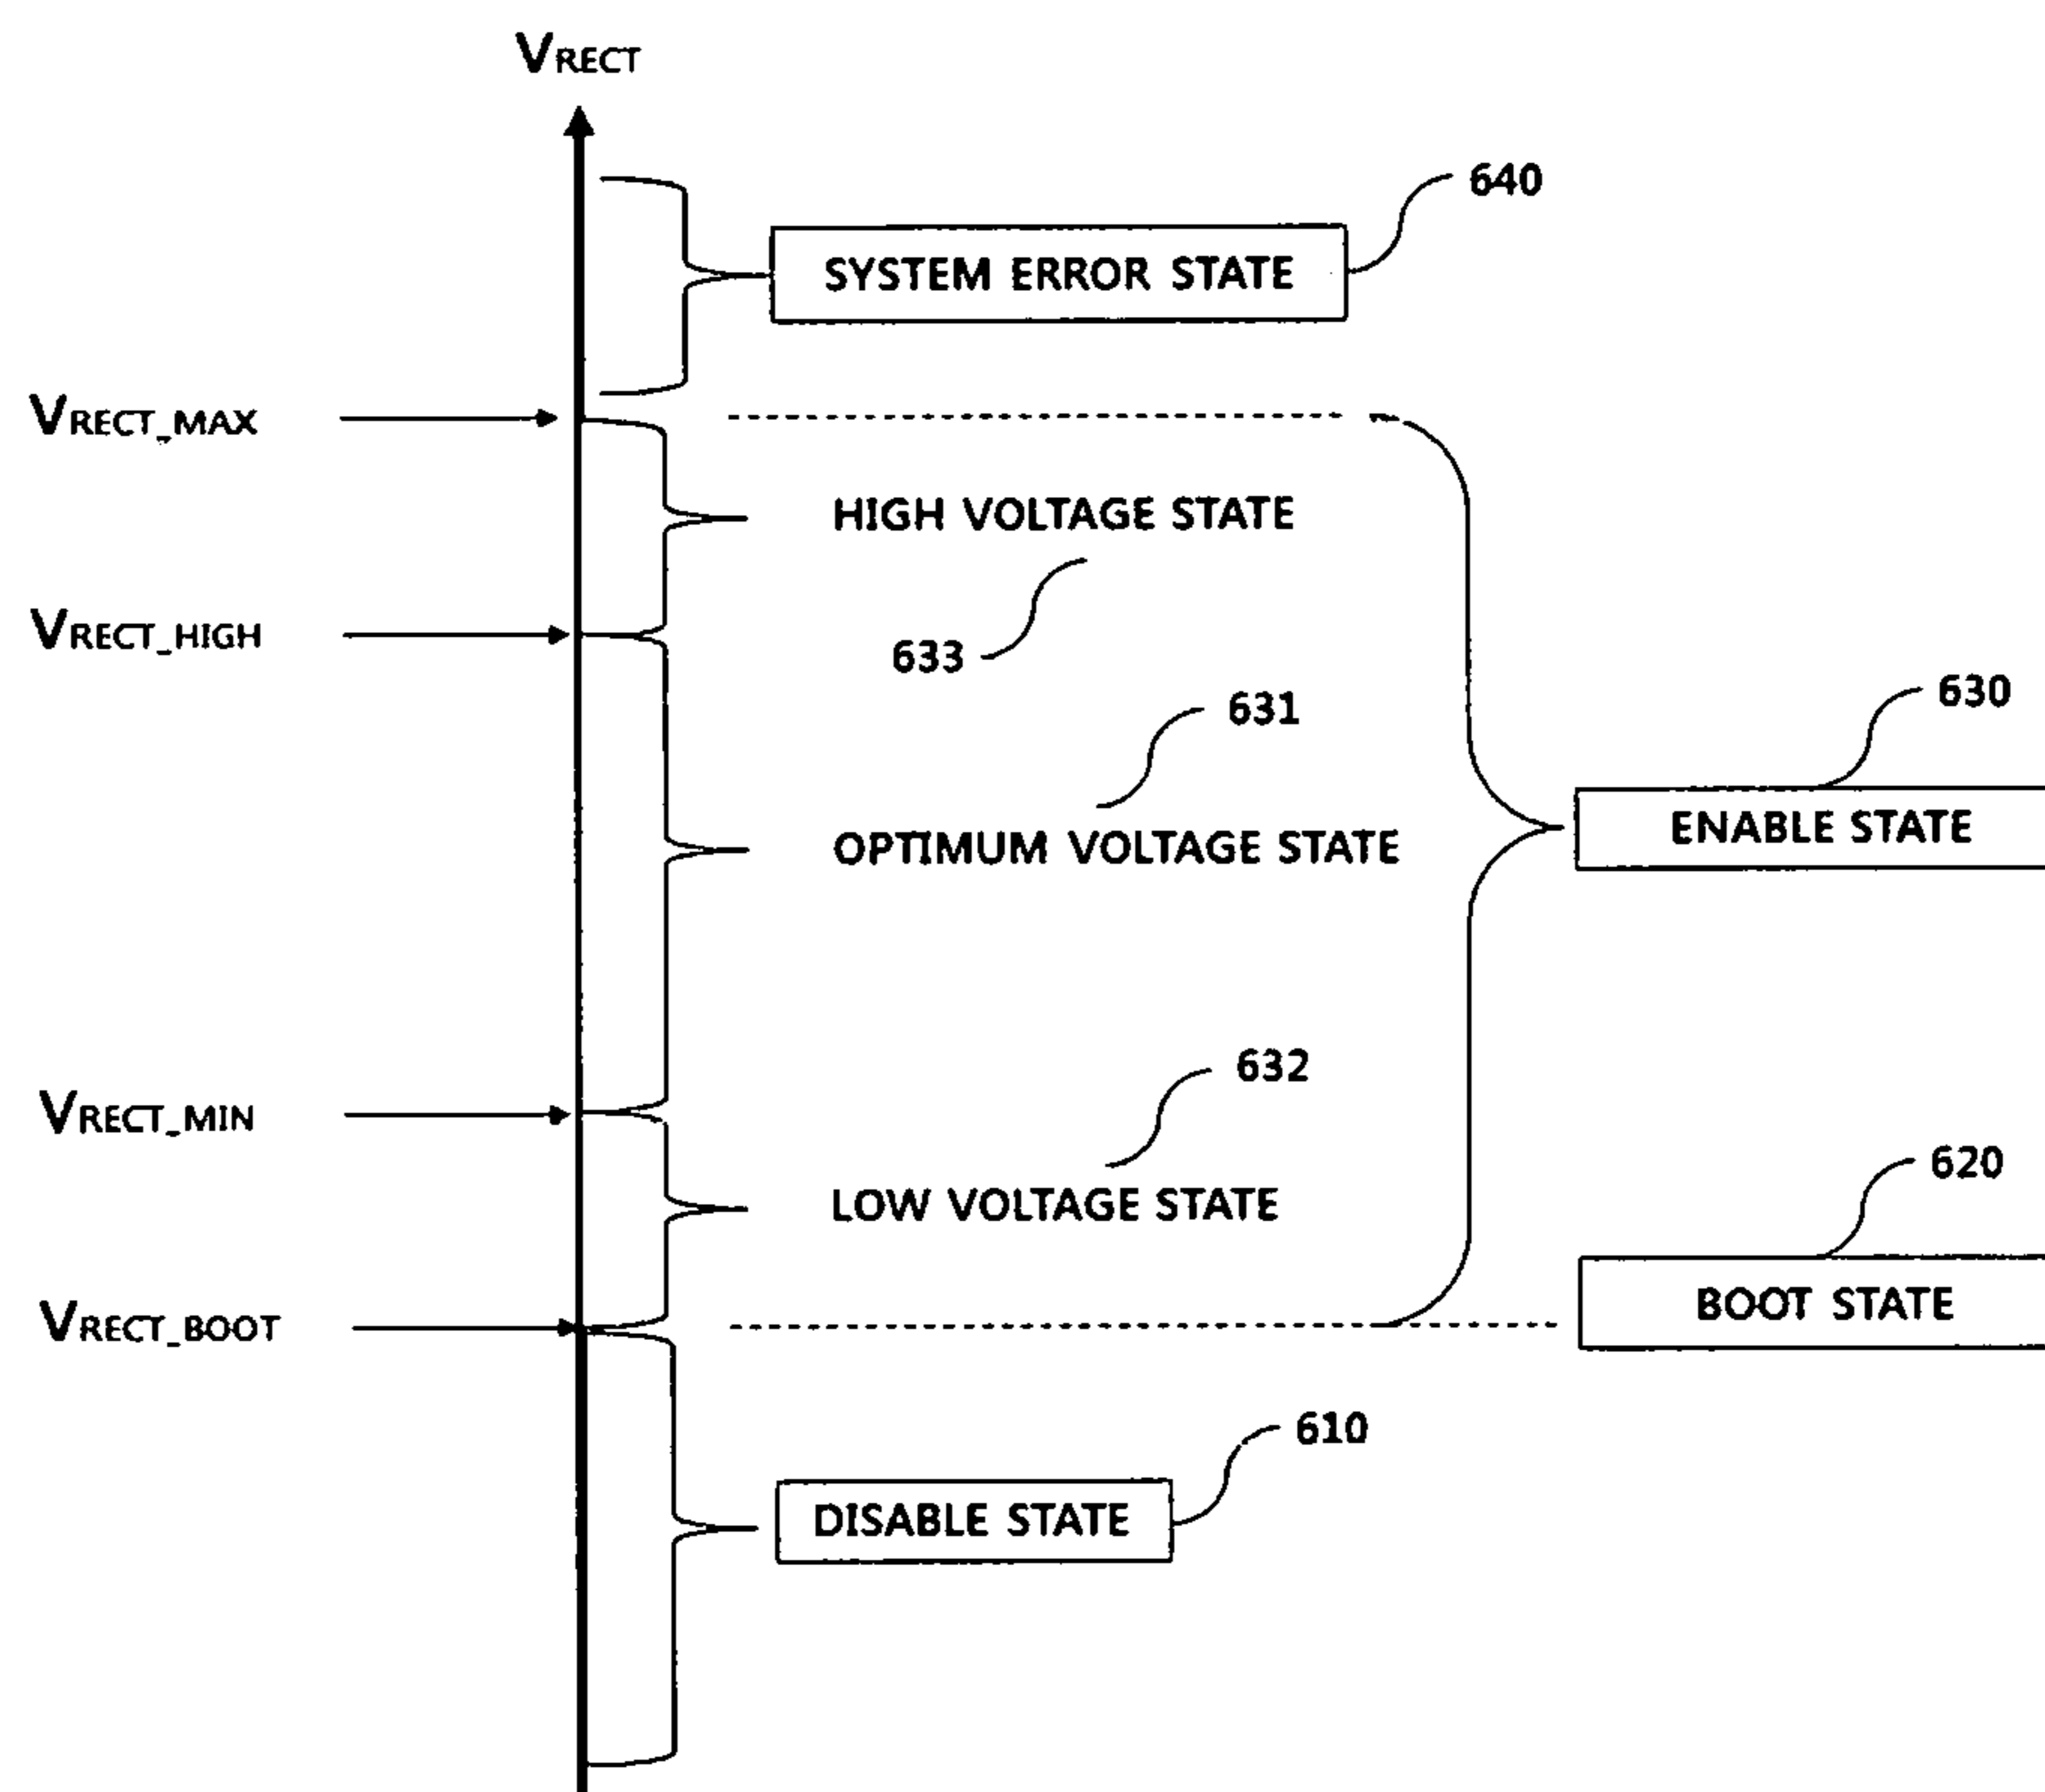 VRECT
640
SYSTEM ERROR STATE
VRECT_MAX
HIGH VOLTAGE STATE
VRECT_HIGH
633
631
630
ENABLE STATE
OPTIMUM VOLTAGE STATE
632
VRECT_MIN
620
LOW VOLTAGE STATE
BOOT STATE
VRECT_BOOT
610
DISABLE STATE